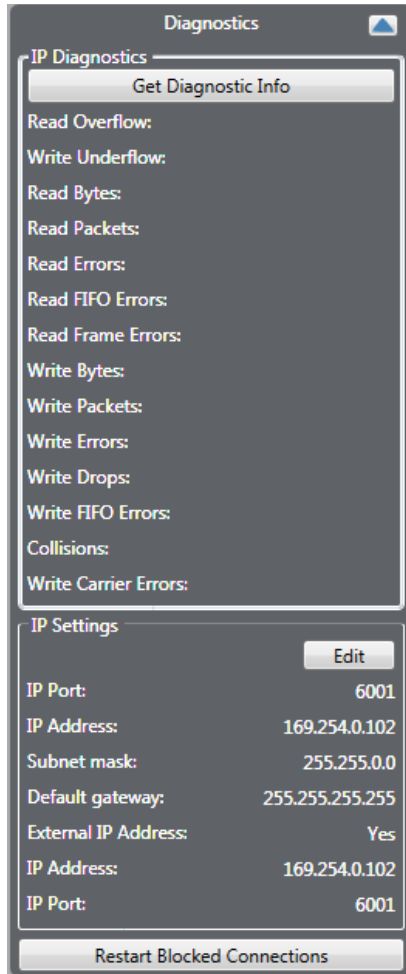 Diagnostics
IP Diagnostics
Get Diagnostic Info
Read Overflow:
Write Underflow:
Read Bytes:
Read Packets:
Read Errors:
Read FIFO Errors:
Read Frame Errors:
Write Bytes:
Write Packets:
Write Errors:
Write Drops:
Write FIFO Errors:
Collisions:
Write Carrier Errors:
IP Settings
Edit
IP Port: 6001
IP Address: 169.254.0.102
Subnet mask: 255.255.0.0
Default gateway: 255.255.255.255
External IP Address: Yes
IP Address: 169.254.0.102
IP Port: 6001
Restart Blocked Connections